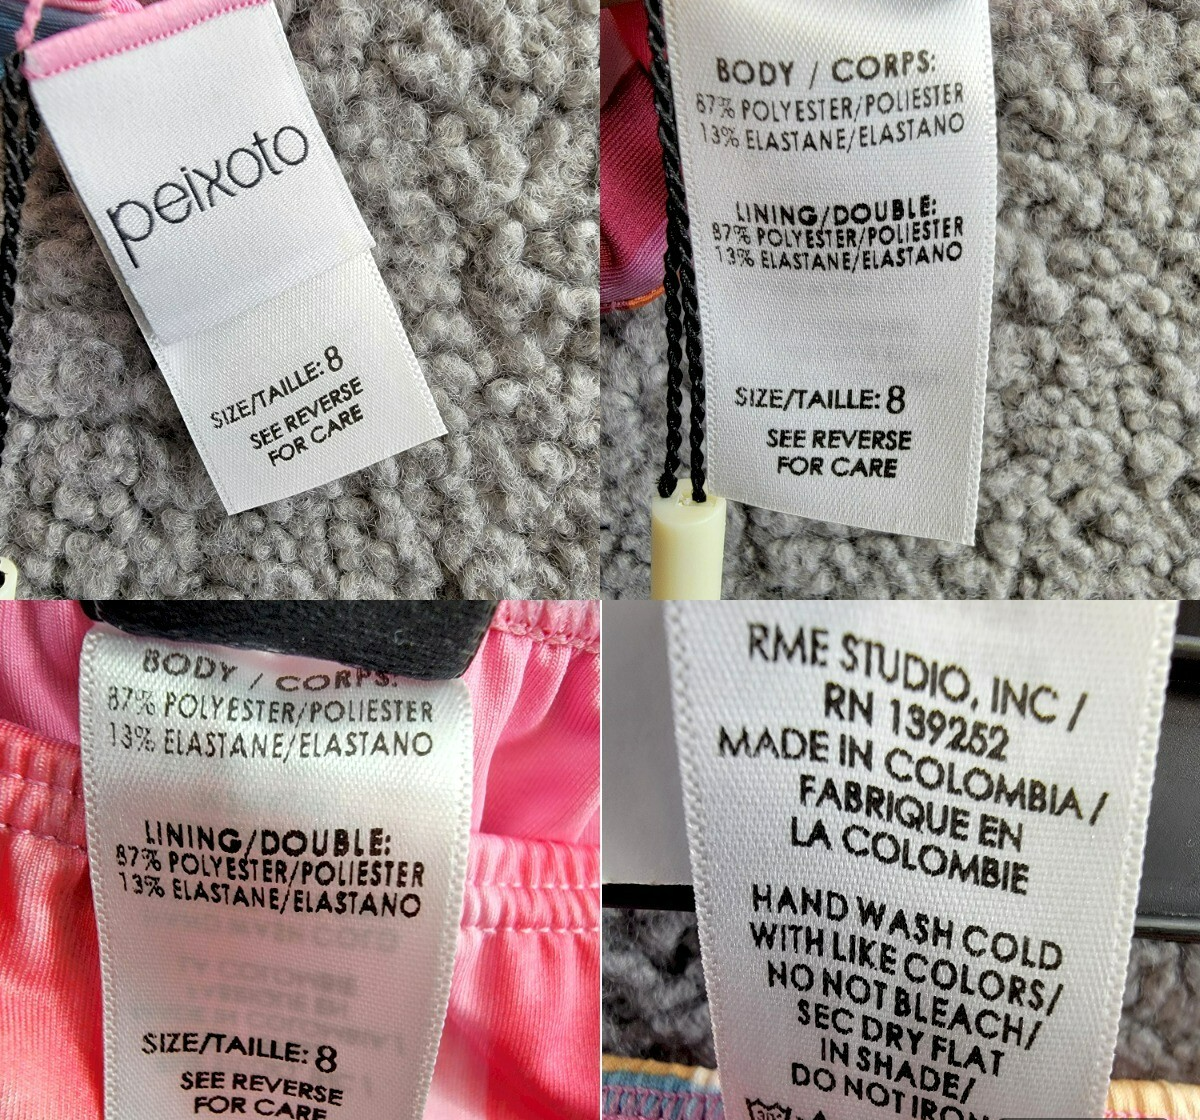 peixoto
SIZE/TAILLE: 8
SEE REVERSE
FOR CARE
BODY / CORPS:
87% POLYESTER/POLIESTER
13% ELASTANE/ELASTANO
LINING/DOUBLE:
87% POLYESTER/POLIESTER
13% ELASTANE/ELASTANO
SIZE/TAILLE: 8
SEE REVERSE
FOR CARE
BODY / CORPS:
87% POLYESTER/POLIESTER
13% ELASTANE/ELASTANO
LINING/DOUBLE:
87% POLYESTER/POLIESTER
13% ELASTANE/ELASTANO
SIZE/TAILLE: 8
SEE REVERSE
FOR CARE
RME STUDIO, INC /
RN 139252
MADE IN COLOMBIA /
FABRIQUE EN
LA COLOMBIE
HAND WASH COLD
WITH LIKE COLORS/
NO NOT BLEACH/
SEC DRY FLAT
IN SHADE/
DO NOT IRON